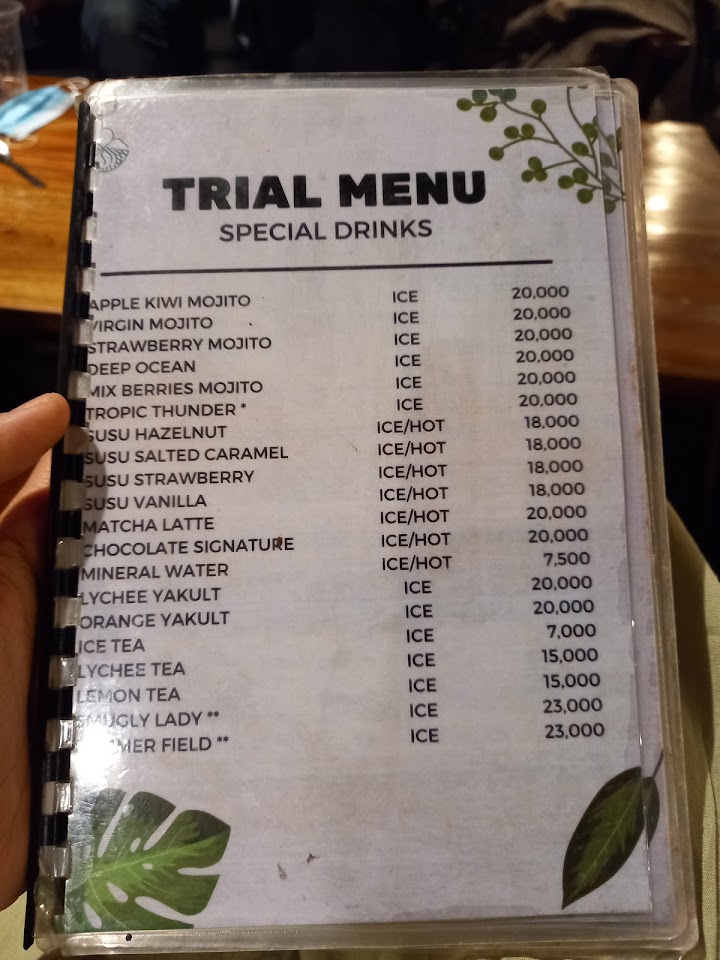 TRIAL MENU
SPECIAL DRINKS
APPLE KIWI MOJITO ICE 20,000
VIRGIN MOJITO ICE 20,000
STRAWBERRY MOJITO ICE 20,000
DEEP OCEAN ICE 20,000
MIX BERRIES MOJITO ICE 20,000
TROPIC THUNDER * ICE 20,000
SUSU HAZELNUT ICE/HOT 18,000
SUSU SALTED CARAMEL ICE/HOT 18,000
SUSU STRAWBERRY ICE/HOT 18,000
SUSU VANILLA ICE/HOT 18,000
MATCHA LATTE ICE/HOT 20,000
CHOCOLATE SIGNATURE ICE/HOT 20,000
MINERAL WATER ICE/HOT 7,500
LYCHEE YAKULT ICE 20,000
ORANGE YAKULT ICE 20,000
ICE TEA ICE 7,000
LYCHEE TEA ICE 15,000
LEMON TEA ICE 15,000
SMUGLY LADY ** ICE 23,000
FIELD ** ICE 23,000